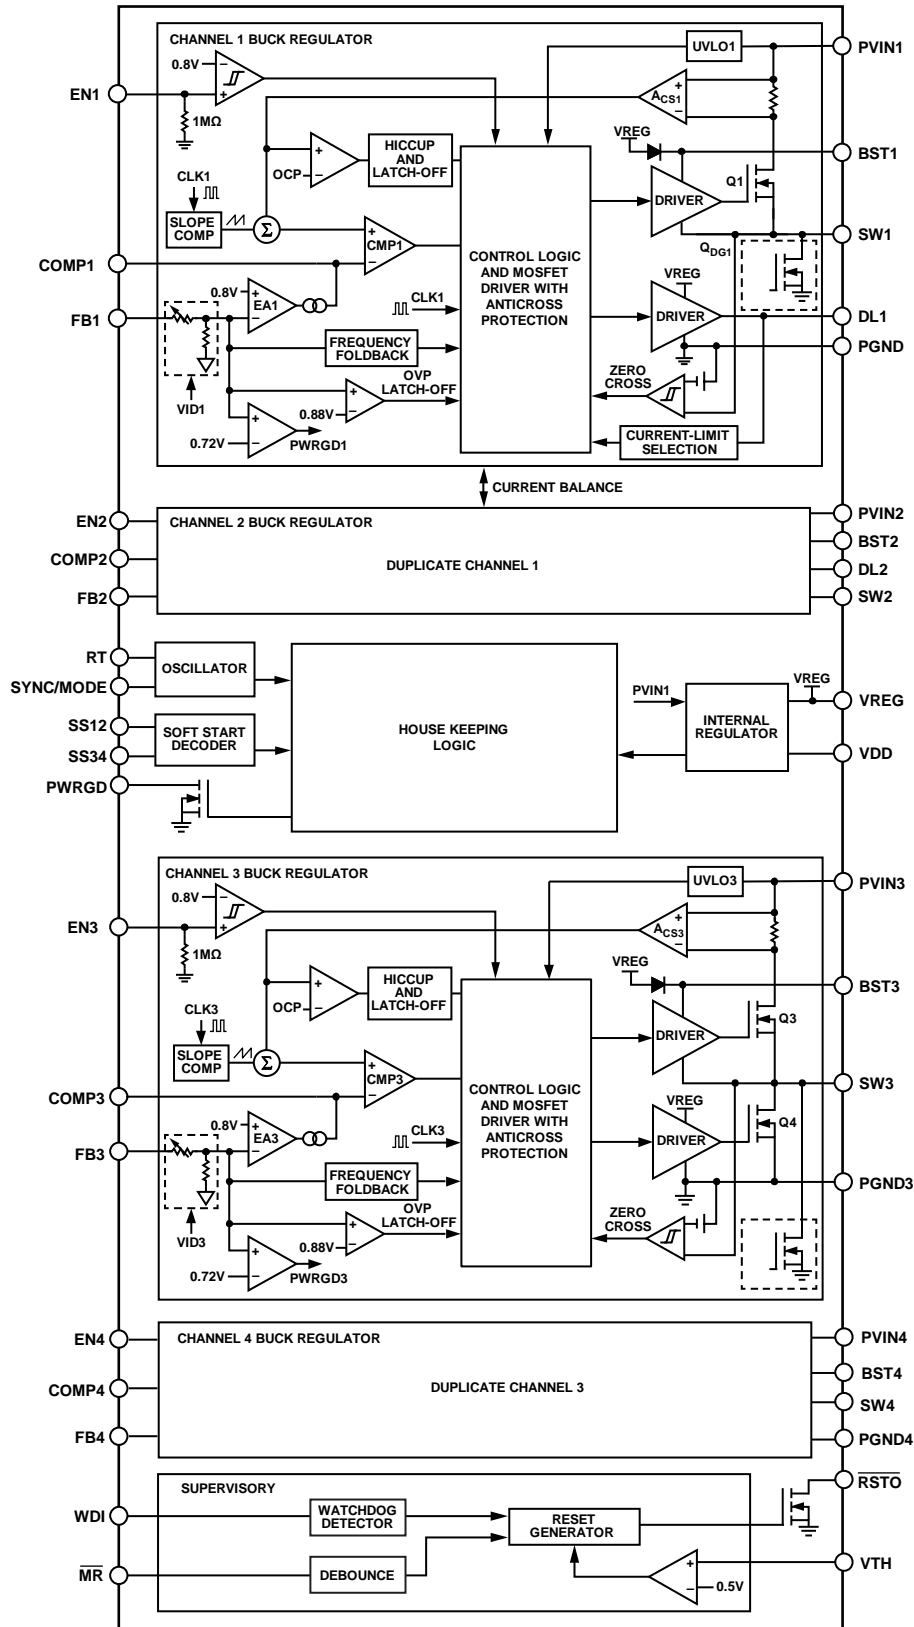 CHANNEL 1 BUCK REGULATOR
UVLO1
PVIN1
0.8V
−
+
EN1
1MΩ
ACS1
+
−
VREG
BST1
HICCUP
AND
LATCH-OFF
+
−
OCP
CLK1
Q1
DRIVER
SLOPE
COMP
Σ
+
−
CMP1
SW1
QDG1
CONTROL LOGIC
AND MOSFET
DRIVER WITH
ANTICROSS
PROTECTION
COMP1
0.8V
+
−
EA1
CLK1
VREG
DRIVER
FB1
DL1
PGND
FREQUENCY
FOLDBACK
ZERO
CROSS
OVP
LATCH-OFF
VID1
+
−
0.88V
+
−
0.72V
PWRGD1
CURRENT-LIMIT
SELECTION
CURRENT BALANCE
EN2
CHANNEL 2 BUCK REGULATOR
PVIN2
BST2
COMP2
DUPLICATE CHANNEL 1
DL2
FB2
SW2
RT
OSCILLATOR
SYNC/MODE
SS12
SOFT START
DECODER
SS34
HOUSE KEEPING
LOGIC
PVIN1
INTERNAL
REGULATOR
VREG
VREG
VDD
PWRGD
CHANNEL 3 BUCK REGULATOR
UVLO3
PVIN3
0.8V
−
+
EN3
1MΩ
ACS3
+
−
VREG
BST3
HICCUP
AND
LATCH-OFF
+
−
OCP
CLK3
Q3
DRIVER
SLOPE
COMP
Σ
+
−
CMP3
SW3
CONTROL LOGIC
AND MOSFET
DRIVER WITH
ANTICROSS
PROTECTION
COMP3
0.8V
+
−
EA3
CLK3
VREG
DRIVER
Q4
FB3
PGND3
FREQUENCY
FOLDBACK
ZERO
CROSS
OVP
LATCH-OFF
VID3
+
−
0.88V
+
−
0.72V
PWRGD3
EN4
CHANNEL 4 BUCK REGULATOR
PVIN4
BST4
COMP4
DUPLICATE CHANNEL 3
SW4
FB4
PGND4
SUPERVISORY
RSTO
WDI
WATCHDOG
DETECTOR
RESET
GENERATOR
MR
DEBOUNCE
+
−
VTH
0.5V